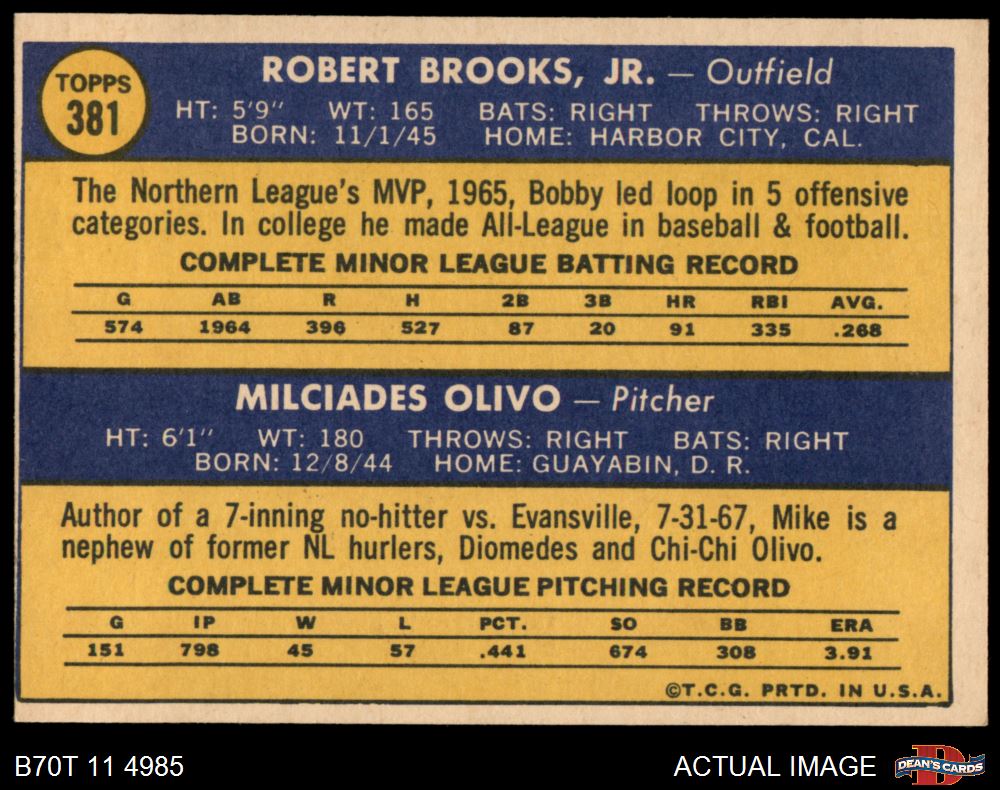 TOPPS
381
ROBERT BROOKS, JR. — Outfield
HT: 5'9" WT: 165 BATS: RIGHT THROWS: RIGHT
BORN: 11/1/45 HOME: HARBOR CITY, CAL.
The Northern League's MVP, 1965, Bobby led loop in 5 offensive
categories. In college he made All-League in baseball & football.
COMPLETE MINOR LEAGUE BATTING RECORD
G AB R H 2B 3B HR RBI AVG.
574 1964 396 527 87 20 91 335 .268
MILCIADES OLIVO — Pitcher
HT: 6'1" WT: 180 THROWS: RIGHT BATS: RIGHT
BORN: 12/8/44 HOME: GUAYABIN, D. R.
Author of a 7-inning no-hitter vs. Evansville, 7-31-67, Mike is a
nephew of former NL hurlers, Diomedes and Chi-Chi Olivo.
COMPLETE MINOR LEAGUE PITCHING RECORD
G IP W L PCT. SO BB ERA
151 798 45 57 .441 674 308 3.91
©T.C.G. PRTD. IN U.S.A.
B70T 11 4985 ACTUAL IMAGE
D
DEAN'S CARDS